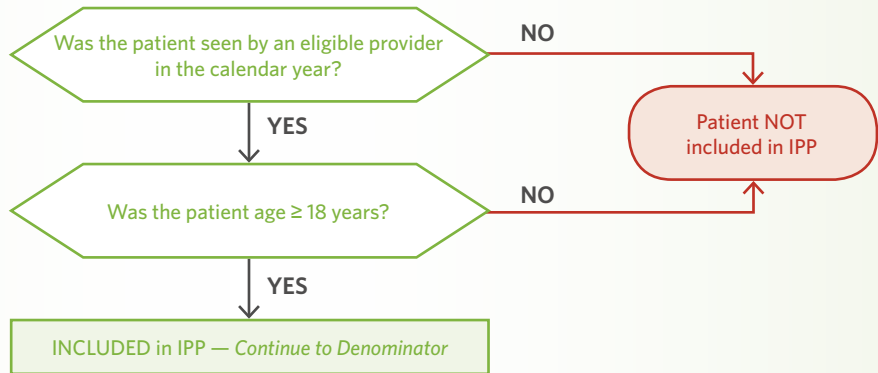 Was the patient seen by an eligible provider
in the calendar year?
NO
Patient NOT
included in IPP
YES
Was the patient age ≥ 18 years?
NO
YES
INCLUDED in IPP — Continue to Denominator